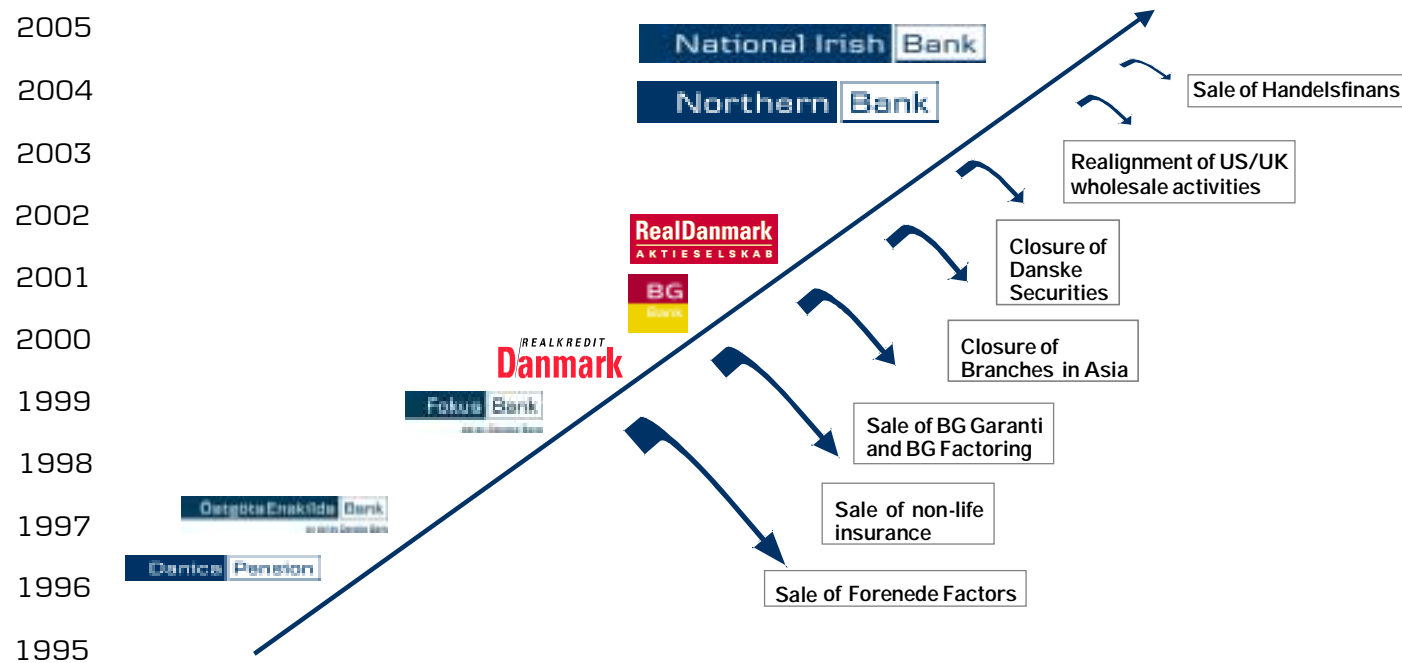 2005
2004
2003
2002
2001
2000
1999
1998
1997
1996
1995
National Irish Bank
Northern Bank
RealDanmark
AKTIESELSKAB
BG
Bank
REALKREDIT
Danmark
Fokus Bank
Östgöta Enskilda Bank
Danica Pension
Sale of Handelsfinans
Realignment of US/UK
wholesale activities
Closure of
Danske
Securities
Closure of
Branches in Asia
Sale of BG Garanti
and BG Factoring
Sale of non-life
insurance
Sale of Forenede Factors